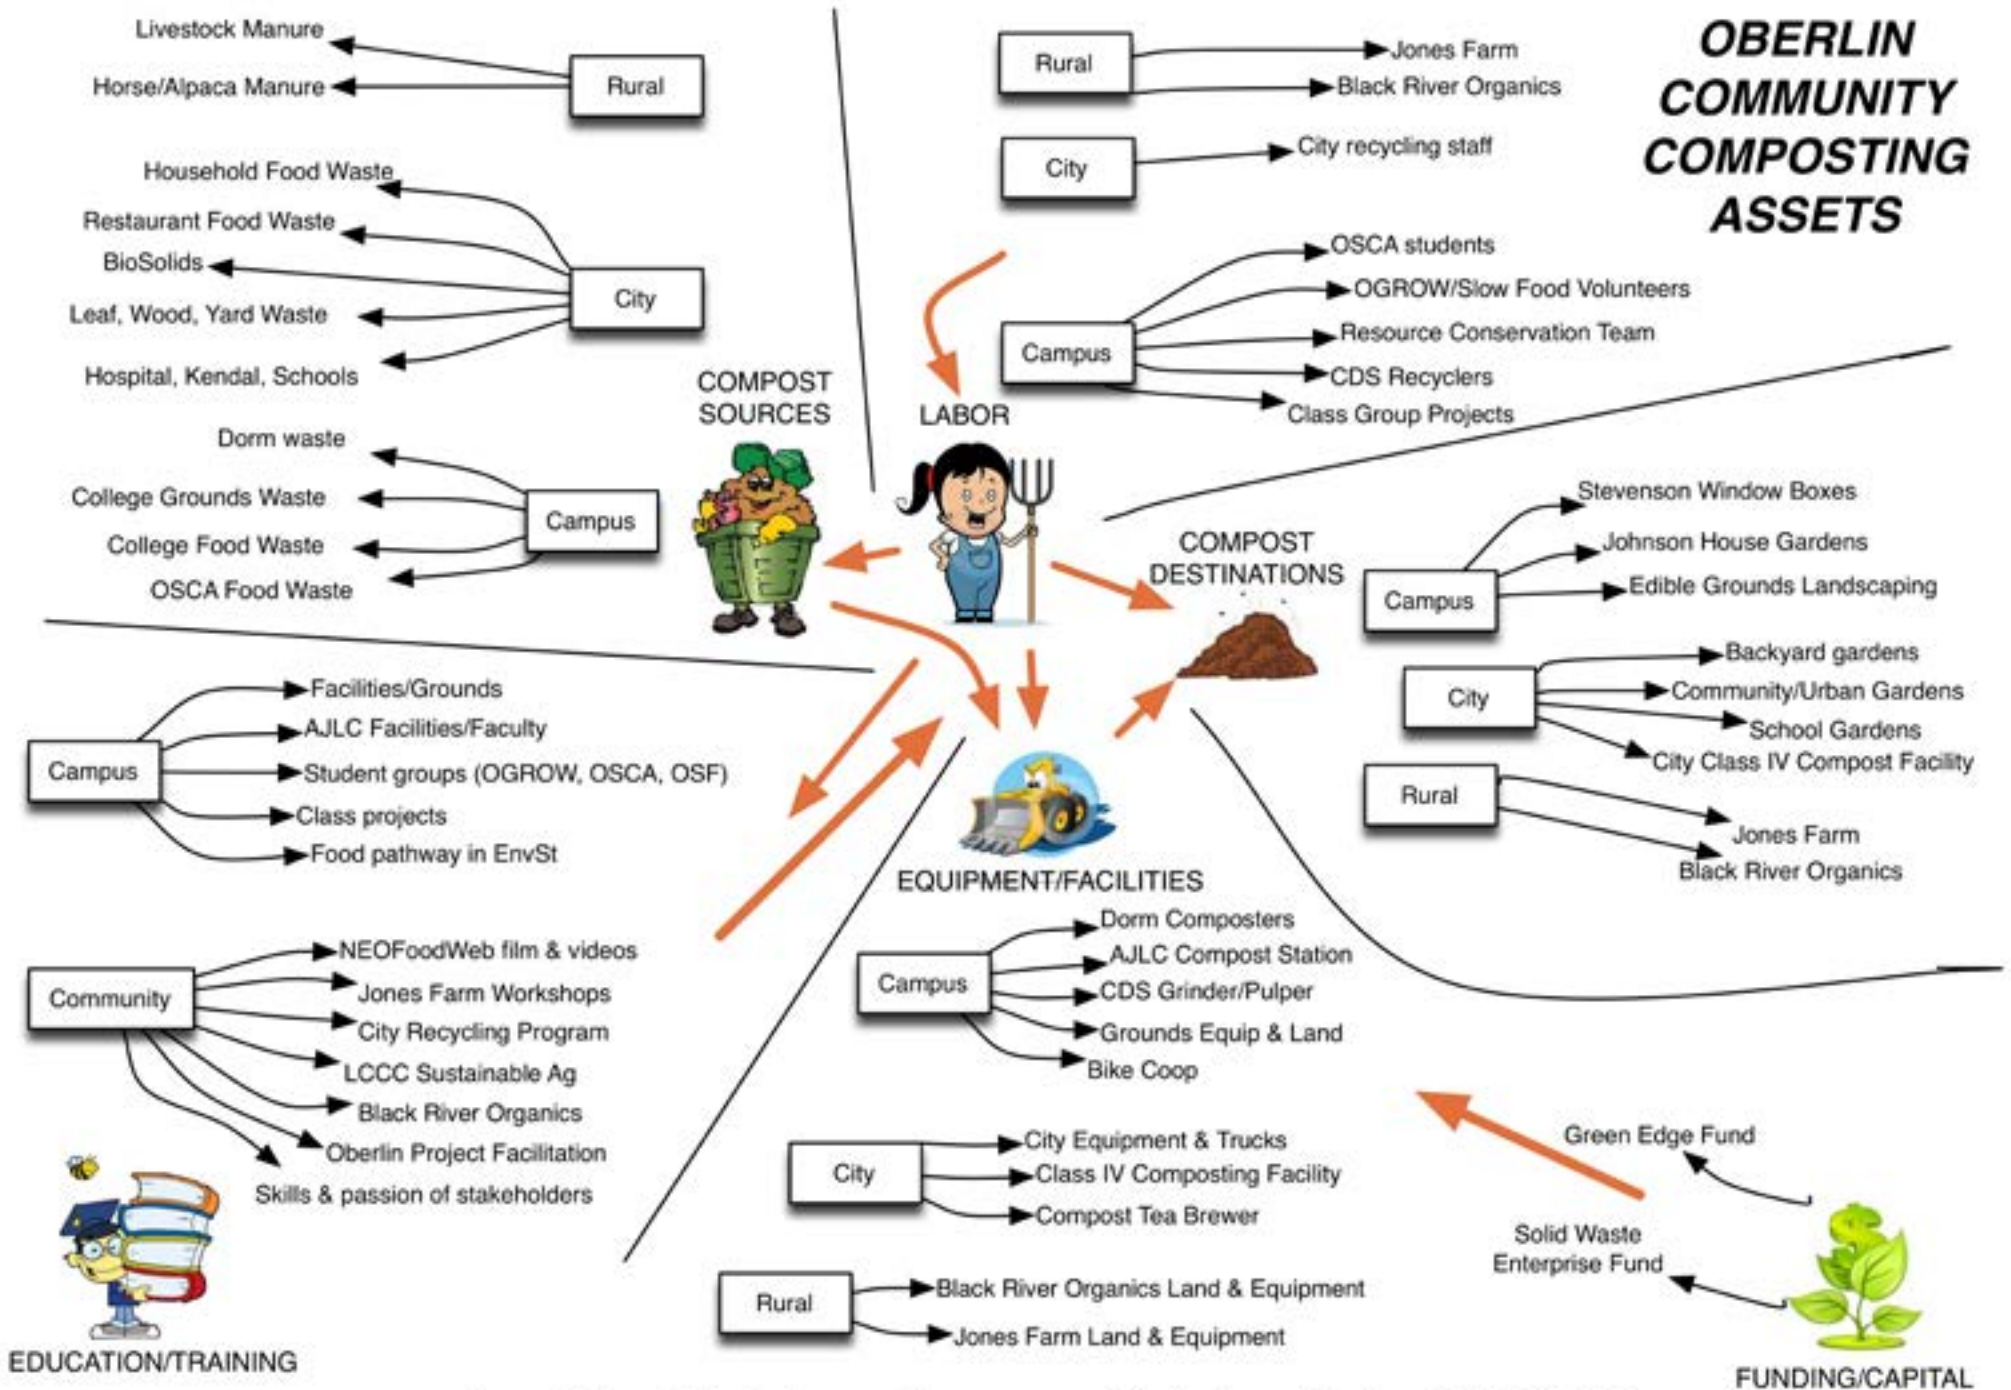 OBERLIN
COMMUNITY
COMPOSTING
ASSETS
Livestock Manure
Horse/Alpaca Manure
Rural
Household Food Waste
Restaurant Food Waste
BioSolids
Leaf, Wood, Yard Waste
Hospital, Kendal, Schools
City
Dorm waste
College Grounds Waste
College Food Waste
OSCA Food Waste
Campus
COMPOST
SOURCES
Rural
Jones Farm
Black River Organics
City
City recycling staff
Campus
OSCA students
OGROW/Slow Food Volunteers
Resource Conservation Team
CDS Recyclers
Class Group Projects
LABOR
COMPOST
DESTINATIONS
Campus
Stevenson Window Boxes
Johnson House Gardens
Edible Grounds Landscaping
City
Backyard gardens
Community/Urban Gardens
School Gardens
City Class IV Compost Facility
Rural
Jones Farm
Black River Organics
Campus
Facilities/Grounds
AJLC Facilities/Faculty
Student groups (OGROW, OSCA, OSF)
Class projects
Food pathway in EnvSt
Community
NEOFoodWeb film & videos
Jones Farm Workshops
City Recycling Program
LCCC Sustainable Ag
Black River Organics
Oberlin Project Facilitation
Skills & passion of stakeholders
EDUCATION/TRAINING
EQUIPMENT/FACILITIES
Campus
Dorm Composters
AJLC Compost Station
CDS Grinder/Pulper
Grounds Equip & Land
Bike Coop
City
City Equipment & Trucks
Class IV Composting Facility
Compost Tea Brewer
Rural
Black River Organics Land & Equipment
Jones Farm Land & Equipment
Green Edge Fund
Solid Waste
Enterprise Fund
FUNDING/CAPITAL